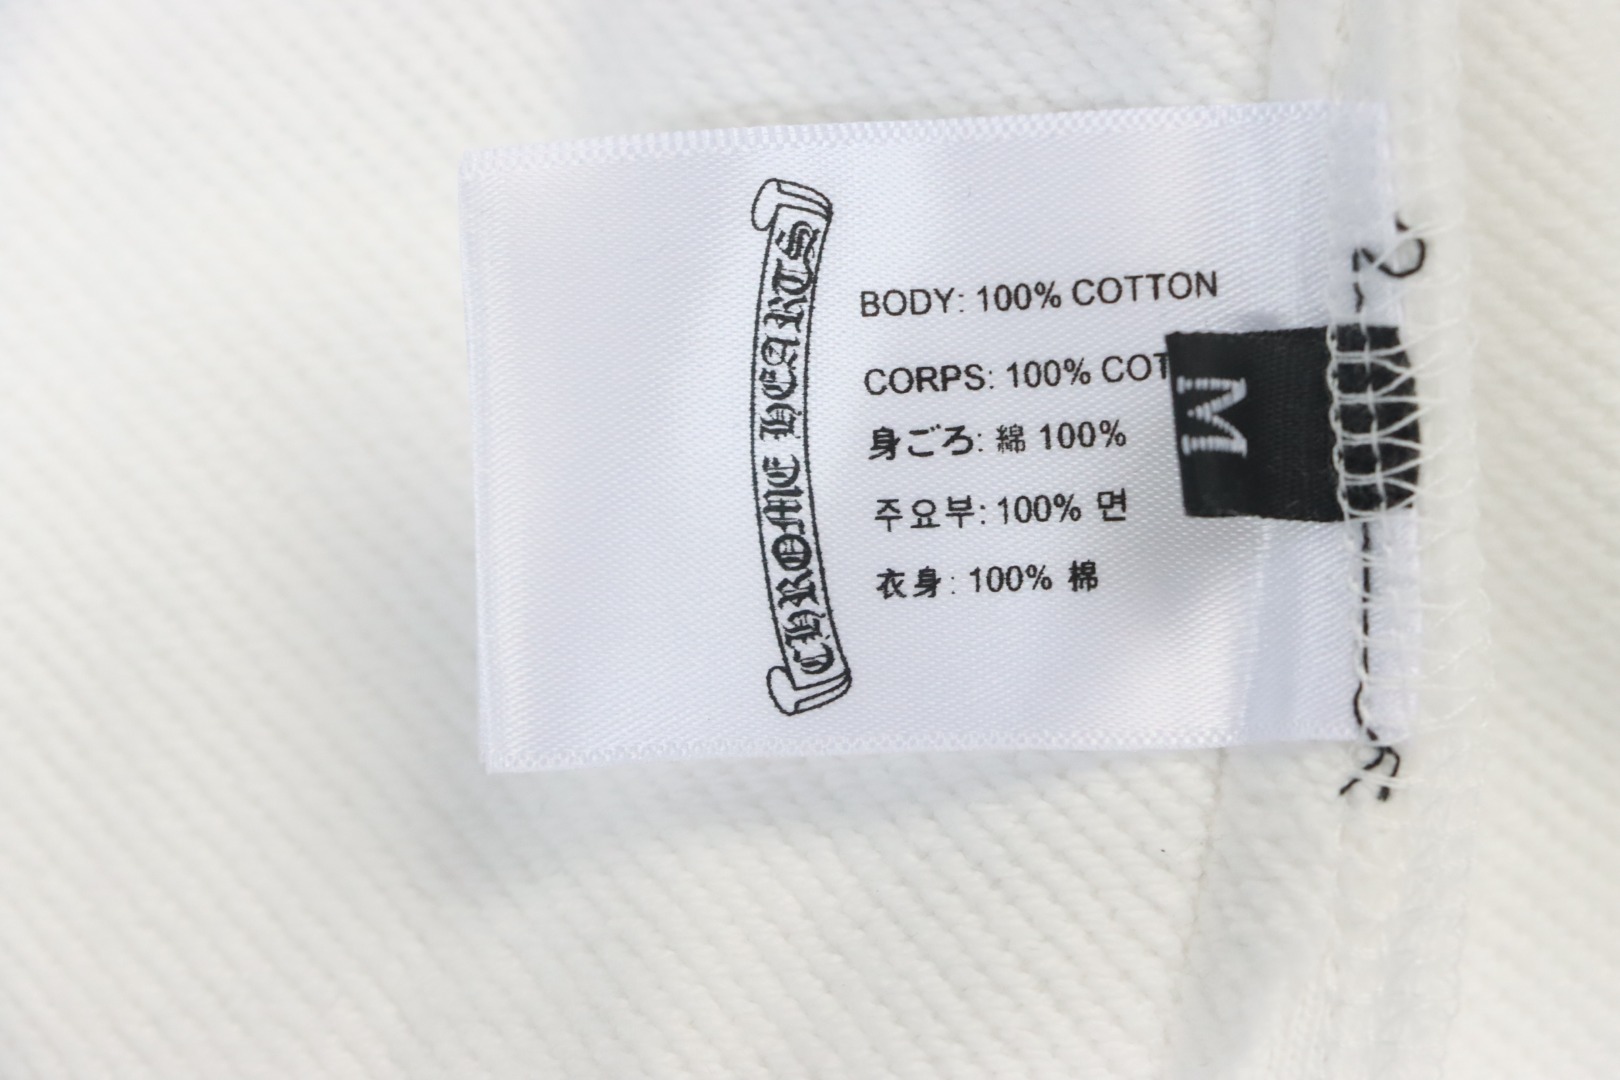 CHROME HEARTS
BODY: 100% COTTON
CORPS: 100% COT
身ごろ: 綿 100%
주요부: 100% 면
衣身: 100% 棉
M